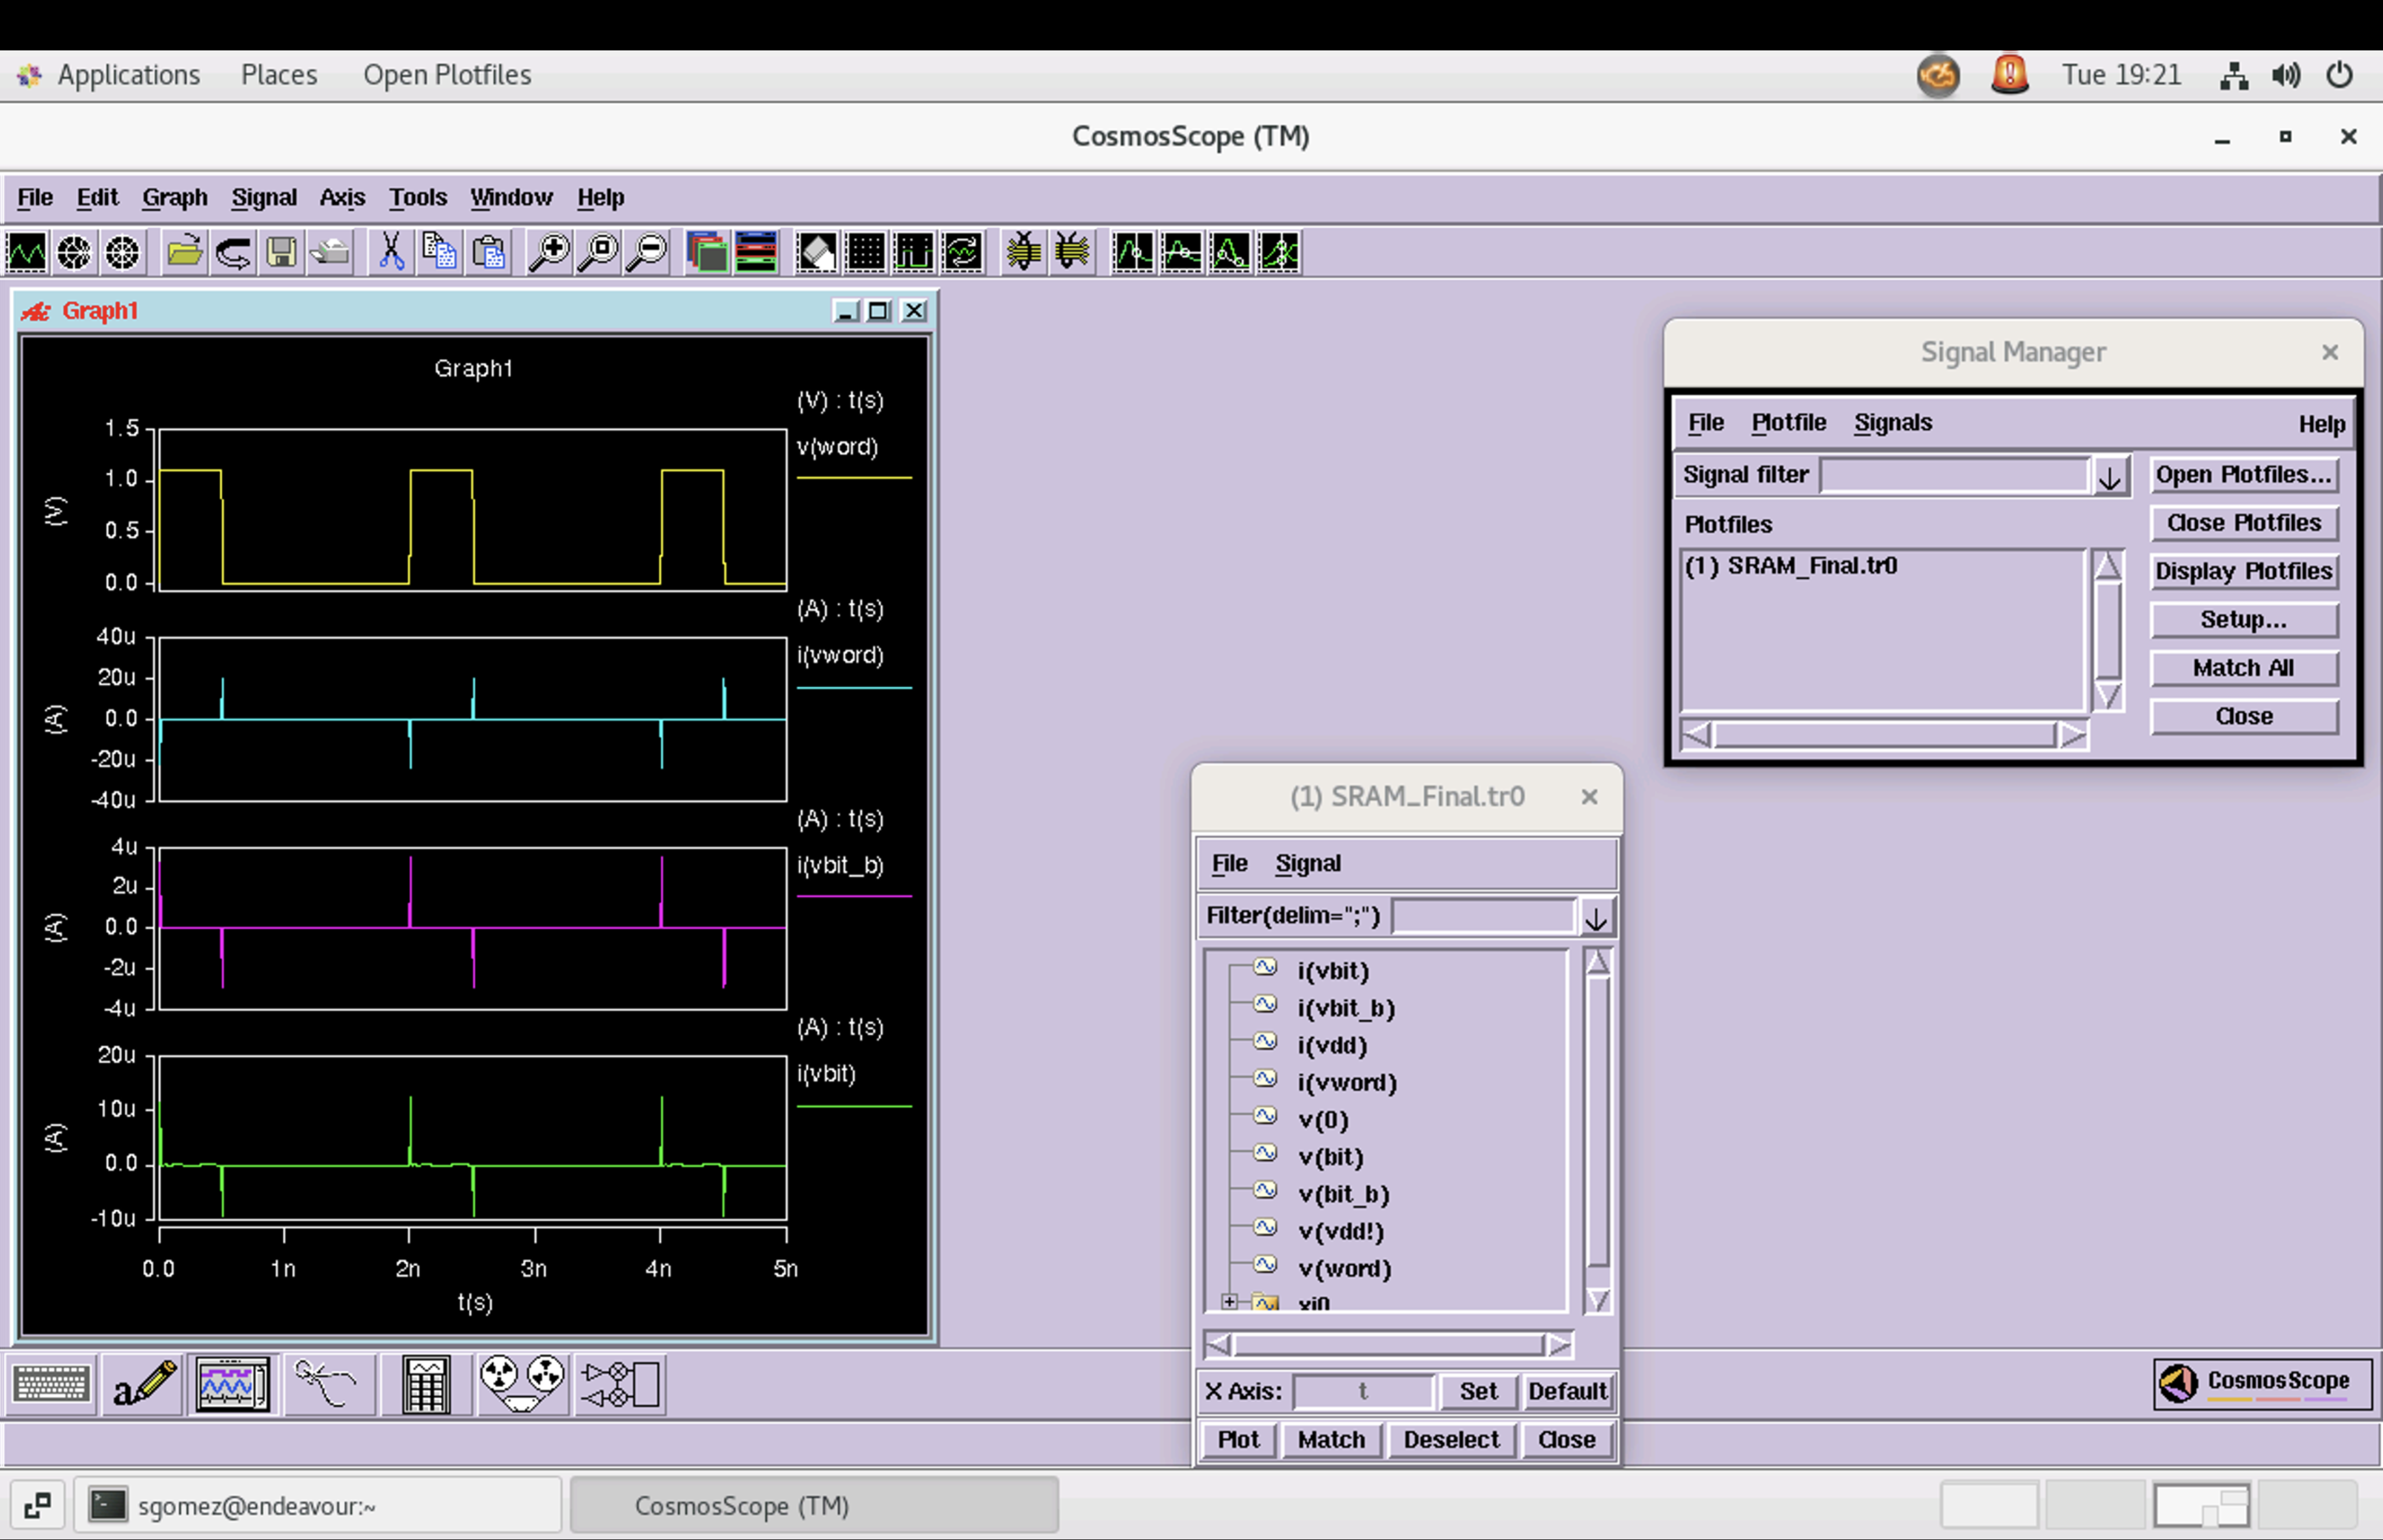 Applications Places Open Plotfiles Tue 19:21
CosmosScope (TM)
File Edit Graph Signal Axis Tools Window Help
Graph1
Graph1
(V) : t(s)
v(word)
1.5
1.0
0.5
0.0
(V)
(A) : t(s)
i(vword)
40u
20u
0.0
-20u
-40u
(A)
(A) : t(s)
i(vbit_b)
4u
2u
0.0
-2u
-4u
(A)
(A) : t(s)
i(vbit)
20u
10u
0.0
-10u
(A)
0.0 1n 2n 3n 4n 5n
t(s)
Signal Manager
File Plotfile Signals Help
Signal filter
Plotfiles
(1) SRAM_Final.tr0
Open Plotfiles...
Close Plotfiles
Display Plotfiles
Setup...
Match All
Close
(1) SRAM_Final.tr0
File Signal
Filter(delim=";")
i(vbit)
i(vbit_b)
i(vdd)
i(vword)
v(0)
v(bit)
v(bit_b)
v(vdd!)
v(word)
xi0
X Axis: t Set Default
Plot Match Deselect Close
a
CosmosScope
sgomez@endeavour:~
CosmosScope (TM)